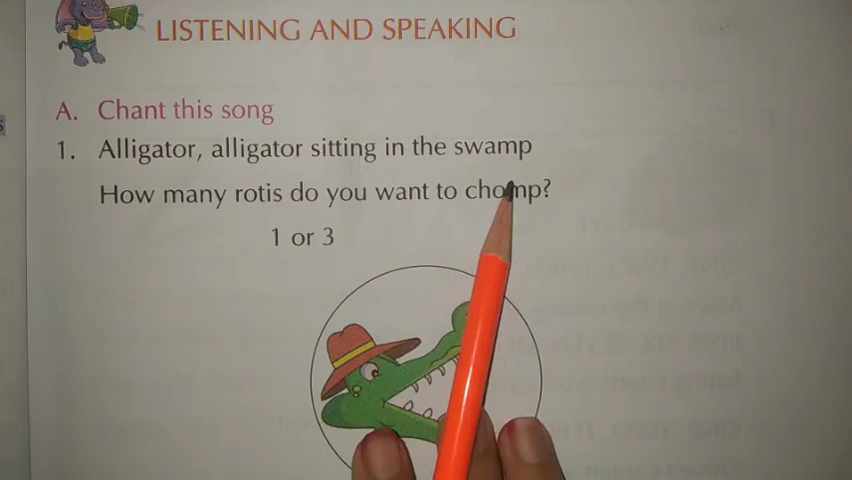 LISTENING AND SPEAKING
A. Chant this song
1. Alligator, alligator sitting in the swamp
How many rotis do you want to chomp?
1 or 3